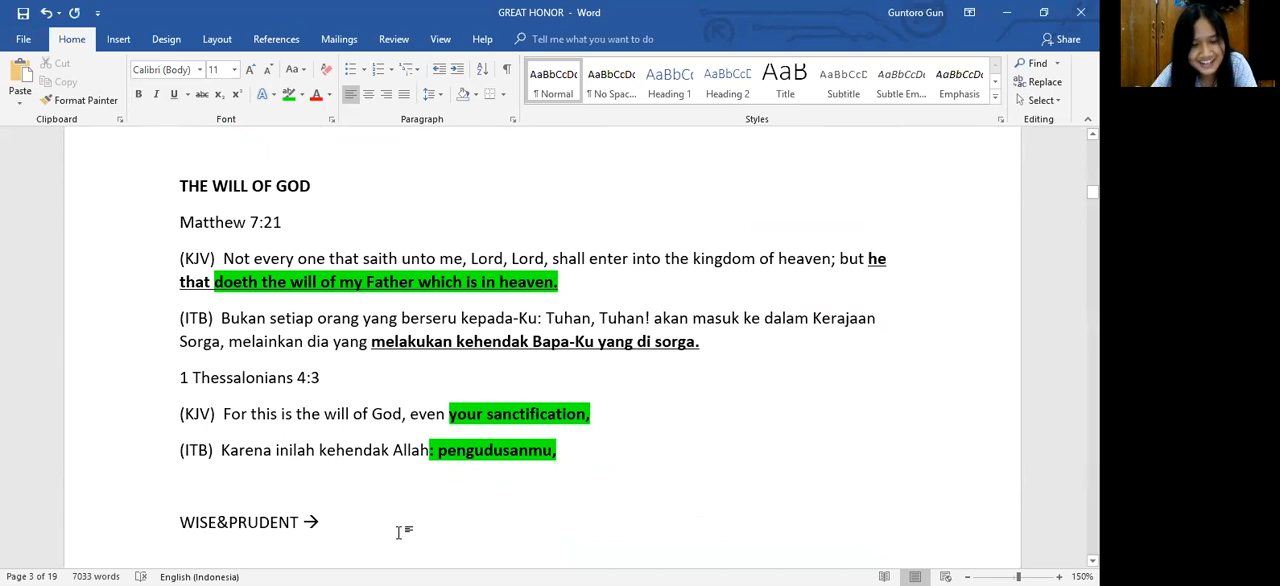 GREAT HONOR - Word
Guntoro Gun
File Home Insert Design Layout References Mailings Review View Help Tell me what you want to do Share
Paste
Cut
Copy
Format Painter
Clipboard
Calibri (Body) 11
Font
Paragraph
AaBbCcDc AaBbCcDc AaBbCc AaBbCcC AaB AaBbCcC AaBbCcDc AaBbCcDc
¶ Normal ¶ No Spac... Heading 1 Heading 2 Title Subtitle Subtle Em... Emphasis
Styles
Find
Replace
Select
Editing
THE WILL OF GOD
Matthew 7:21
(KJV) Not every one that saith unto me, Lord, Lord, shall enter into the kingdom of heaven; but he
that doeth the will of my Father which is in heaven.
(ITB) Bukan setiap orang yang berseru kepada-Ku: Tuhan, Tuhan! akan masuk ke dalam Kerajaan
Sorga, melainkan dia yang melakukan kehendak Bapa-Ku yang di sorga.
1 Thessalonians 4:3
(KJV) For this is the will of God, even your sanctification,
(ITB) Karena inilah kehendak Allah: pengudusanmu,
WISE&PRUDENT →
Page 3 of 19 7033 words English (Indonesia) 150%